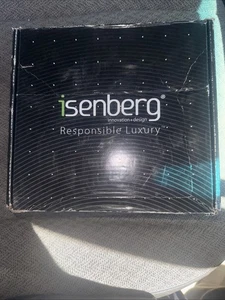 isenberg®
innovation+design
Responsible Luxury